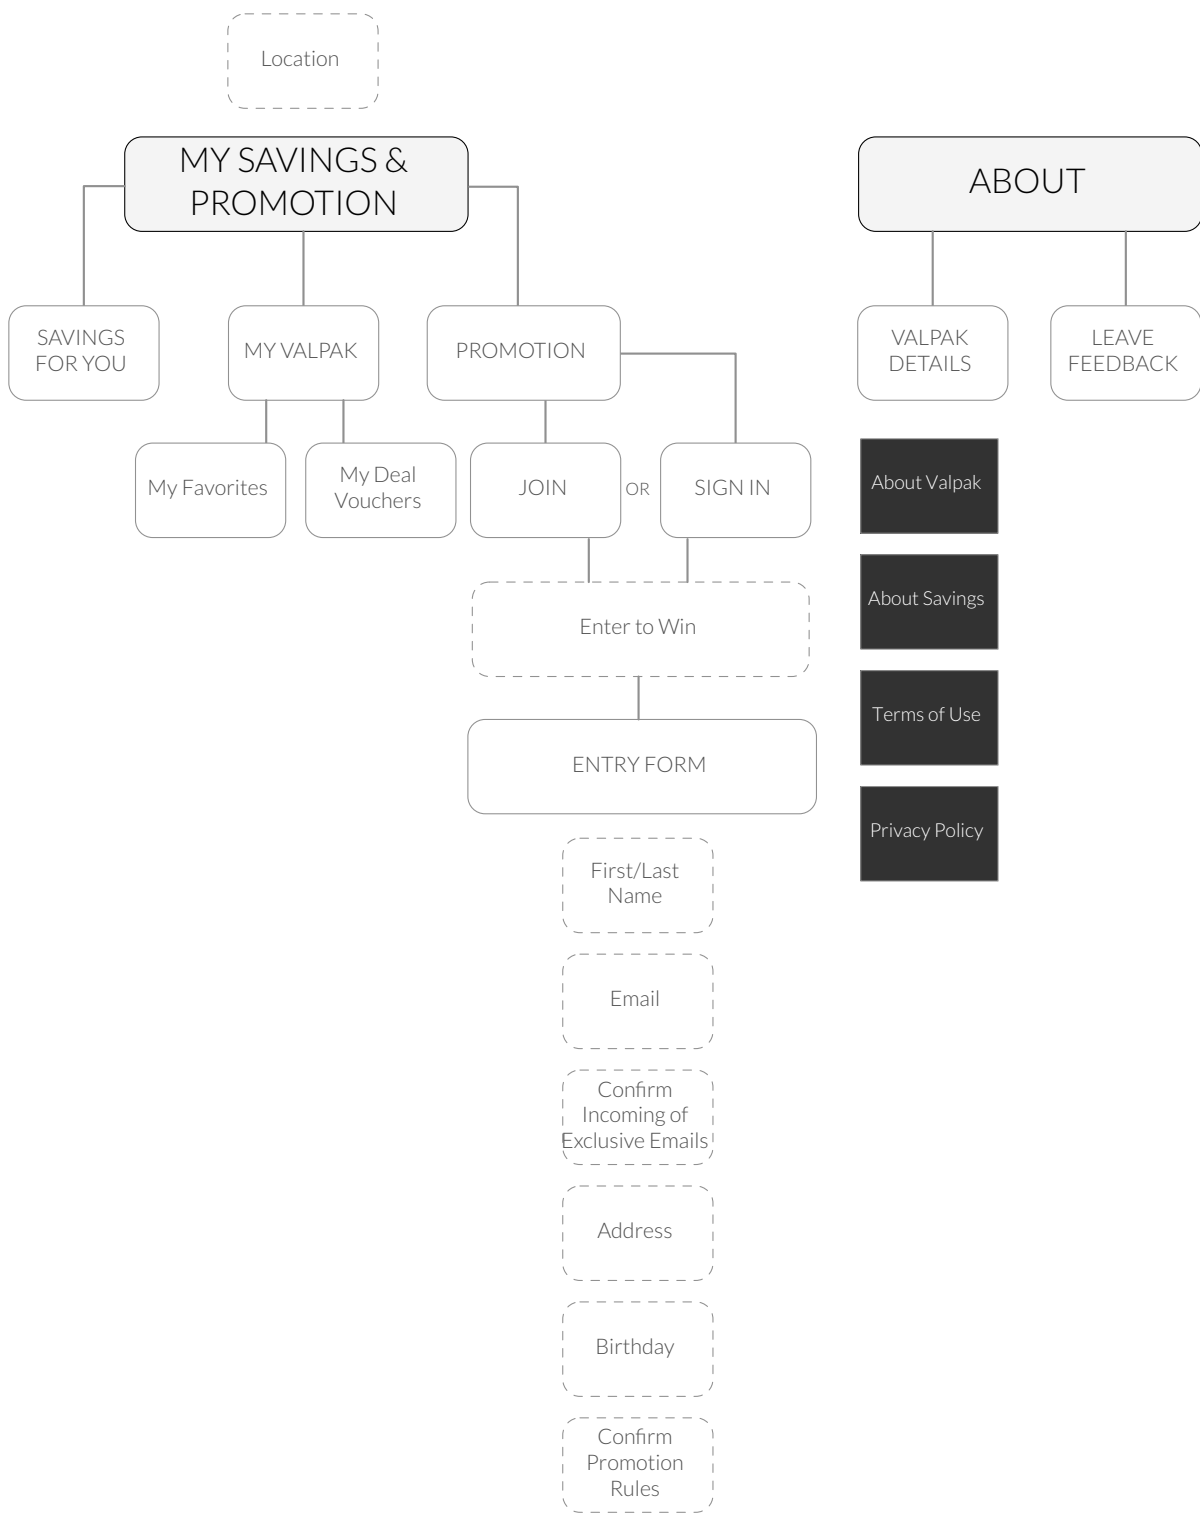 Location
MY SAVINGS &
PROMOTION
ABOUT
SAVINGS
FOR YOU
MY VALPAK
PROMOTION
VALPAK
DETAILS
LEAVE
FEEDBACK
My Favorites
My Deal
Vouchers
JOIN
OR
SIGN IN
About Valpak
Enter to Win
About Savings
ENTRY FORM
Terms of Use
Privacy Policy
First/Last
Name
Email
Confirm
Incoming of
Exclusive Emails
Address
Birthday
Confirm
Promotion
Rules